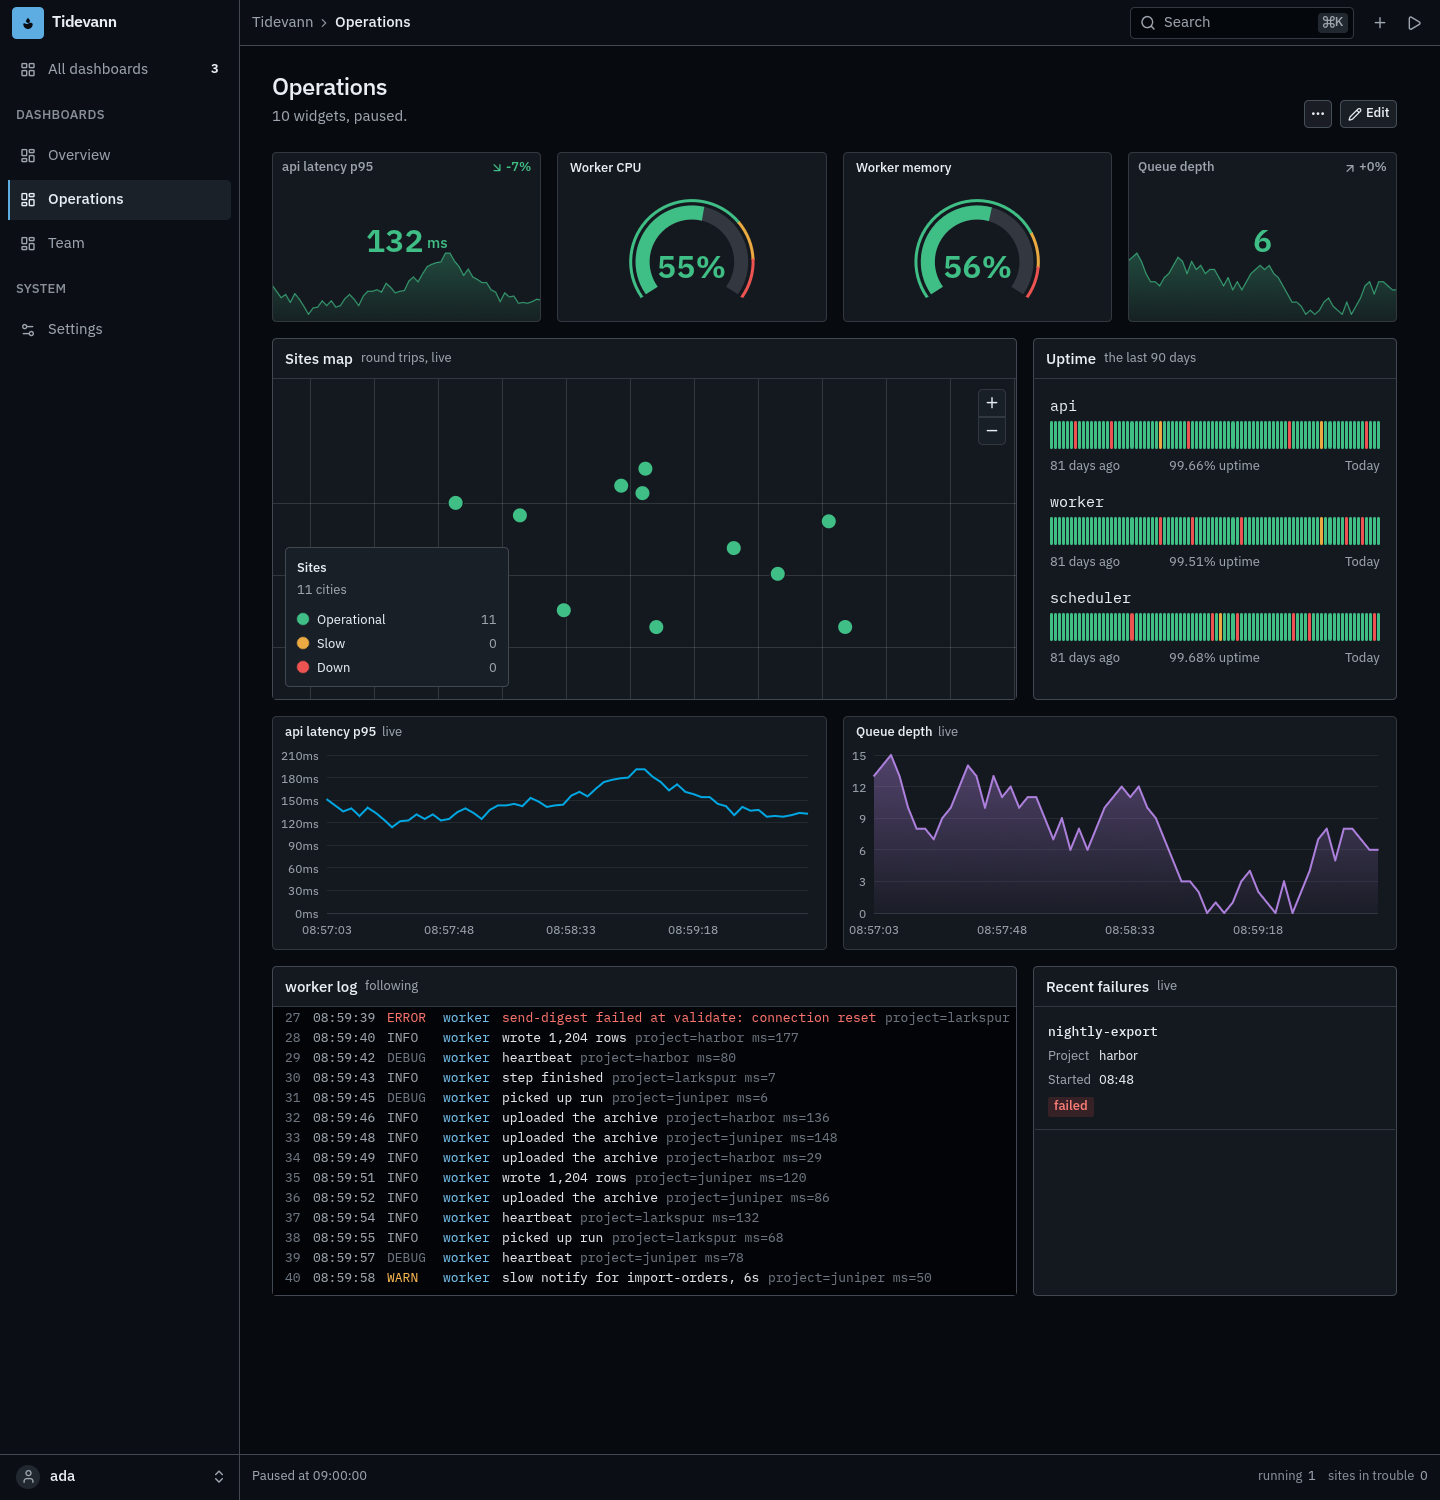 Tidevann
Tidevann > Operations
Search
⌘K
All dashboards 3
DASHBOARDS
Overview
Operations
Team
SYSTEM
Settings
Operations
10 widgets, paused.
Edit
api latency p95 -7%
132 ms
Worker CPU
55%
Worker memory
56%
Queue depth +0%
6
Sites map round trips, live
Sites
11 cities
Operational 11
Slow 0
Down 0
Uptime the last 90 days
api
81 days ago 99.66% uptime Today
worker
81 days ago 99.51% uptime Today
scheduler
81 days ago 99.68% uptime Today
api latency p95 live
210ms
180ms
150ms
120ms
90ms
60ms
30ms
0ms
08:57:03 08:57:48 08:58:33 08:59:18
Queue depth live
15
12
9
6
3
0
08:57:03 08:57:48 08:58:33 08:59:18
worker log following
27 08:59:39 ERROR worker send-digest failed at validate: connection reset project=larkspur
28 08:59:40 INFO worker wrote 1,204 rows project=harbor ms=177
29 08:59:42 DEBUG worker heartbeat project=harbor ms=80
30 08:59:43 INFO worker step finished project=larkspur ms=7
31 08:59:45 DEBUG worker picked up run project=juniper ms=6
32 08:59:46 INFO worker uploaded the archive project=harbor ms=136
33 08:59:48 INFO worker uploaded the archive project=juniper ms=148
34 08:59:49 INFO worker uploaded the archive project=harbor ms=29
35 08:59:51 INFO worker wrote 1,204 rows project=juniper ms=120
36 08:59:52 INFO worker uploaded the archive project=juniper ms=86
37 08:59:54 INFO worker heartbeat project=larkspur ms=132
38 08:59:55 INFO worker picked up run project=larkspur ms=68
39 08:59:57 DEBUG worker heartbeat project=juniper ms=78
40 08:59:58 WARN worker slow notify for import-orders, 6s project=juniper ms=50
Recent failures live
nightly-export
Project harbor
Started 08:48
failed
ada
Paused at 09:00:00
running 1 sites in trouble 0